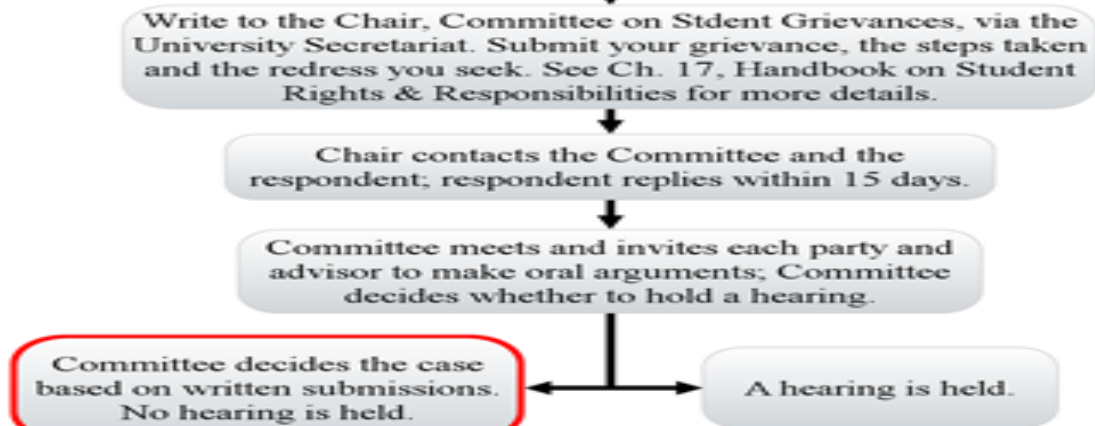 Write to the Chair, Committee on Stdent Grievances, via the
University Secretariat. Submit your grievance, the steps taken
and the redress you seek. See Ch. 17, Handbook on Student
Rights & Responsibilities for more details.
Chair contacts the Committee and the
respondent; respondent replies within 15 days.
Committee meets and invites each party and
advisor to make oral arguments; Committee
decides whether to hold a hearing.
Committee decides the case
based on written submissions.
No hearing is held.
A hearing is held.